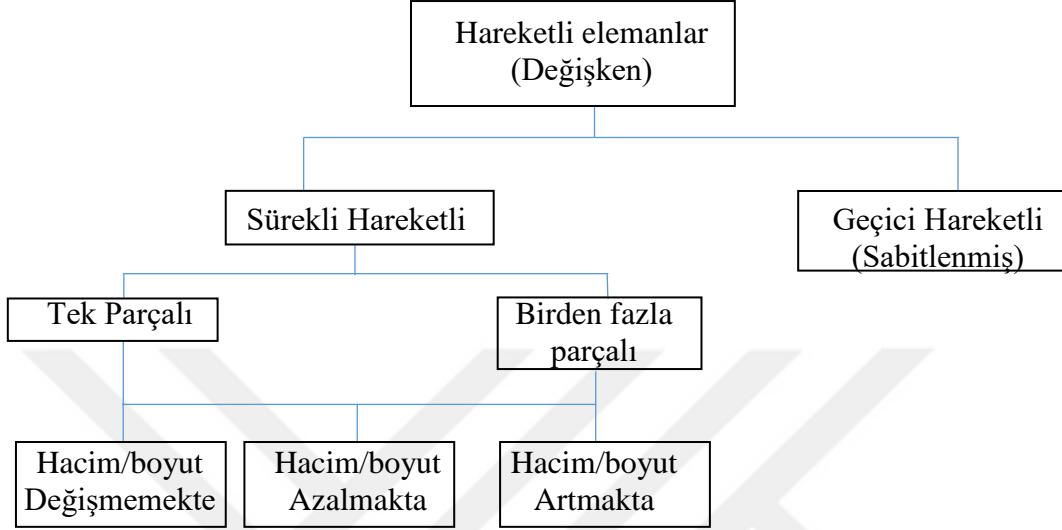 Hareketli elemanlar
(Değişken)
Sürekli Hareketli
Geçici Hareketli
(Sabitlenmiş)
Tek Parçalı
Birden fazla
parçalı
Hacim/boyut
Değişmemekte
Hacim/boyut
Azalmakta
Hacim/boyut
Artmakta